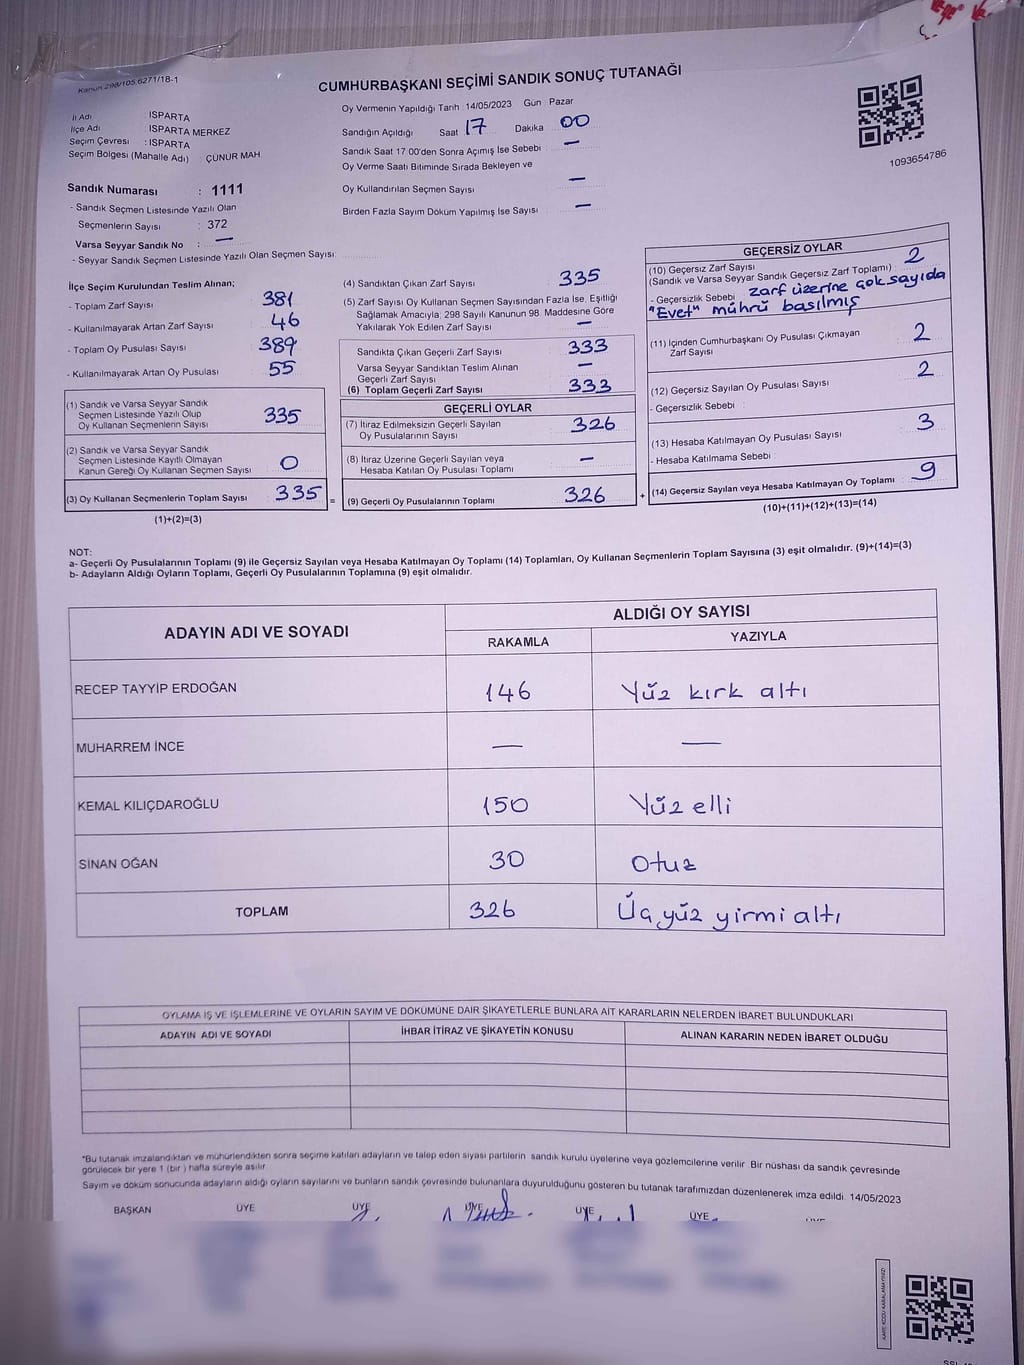 Kanun 298/105.6271/18-1
CUMHURBAŞKANI SEÇİMİ SANDIK SONUÇ TUTANAĞI
İl Adı ISPARTA
İlçe Adı ISPARTA MERKEZ
Seçim Çevresi : ISPARTA
Seçim Bölgesi (Mahalle Adı) : ÇÜNÜR MAH
Sandık Numarası : 1111
- Sandık Seçmen Listesinde Yazılı Olan
Seçmenlerin Sayısı : 372
Varsa Seyyar Sandık No : —
- Seyyar Sandık Seçmen Listesinde Yazılı Olan Seçmen Sayısı:
Oy Vermenin Yapıldığı Tarih 14/05/2023 Gün Pazar
Sandığın Açıldığı Saat 17 Dakika 00
Sandık Saat 17:00'den Sonra Açımış İse Sebebi : —
Oy Verme Saati Bitiminde Sırada Bekleyen ve
Oy Kullandırılan Seçmen Sayısı —
Birden Fazla Sayım Döküm Yapılmış İse Sayısı : —
1093654786
İlçe Seçim Kurulundan Teslim Alınan;
- Toplam Zarf Sayısı : 381
- Kullanılmayarak Artan Zarf Sayısı : 46
- Toplam Oy Pusulası Sayısı : 389
- Kullanılmayarak Artan Oy Pusulası : 55
(1) Sandık ve Varsa Seyyar Sandık
Seçmen Listesinde Yazılı Olup
Oy Kullanan Seçmenlerin Sayısı : 335
(2) Sandık ve Varsa Seyyar Sandık
Seçmen Listesinde Kayıtlı Olmayan
Kanun Gereği Oy Kullanan Seçmen Sayısı : 0
(3) Oy Kullanan Seçmenlerin Toplam Sayısı : 335 =
(1)+(2)=(3)
(4) Sandıktan Çıkan Zarf Sayısı : 335
(5) Zarf Sayısı Oy Kullanan Seçmen Sayısından Fazla İse, Eşitliği
Sağlamak Amacıyla; 298 Sayılı Kanunun 98. Maddesine Göre
Yakılarak Yok Edilen Zarf Sayısı : —
Sandıkta Çıkan Geçerli Zarf Sayısı : 333
Varsa Seyyar Sandıktan Teslim Alınan
Geçerli Zarf Sayısı : —
(6) Toplam Geçerli Zarf Sayısı : 333
GEÇERLİ OYLAR
(7) İtiraz Edilmeksizin Geçerli Sayılan
Oy Pusulalarının Sayısı : 326
(8) İtiraz Üzerine Geçerli Sayılan veya
Hesaba Katılan Oy Pusulası Toplamı : —
(9) Geçerli Oy Pusulalarının Toplamı : 326 +
GEÇERSİZ OYLAR
(10) Geçersiz Zarf Sayısı : 2
(Sandık ve Varsa Seyyar Sandık Geçersiz Zarf Toplamı)
- Geçersizlik Sebebi : zarf üzerine çok sayıda
"Evet" mührü basılmış
(11) İçinden Cumhurbaşkanı Oy Pusulası Çıkmayan
Zarf Sayısı : 2
(12) Geçersiz Sayılan Oy Pusulası Sayısı : 2
- Geçersizlik Sebebi :
(13) Hesaba Katılmayan Oy Pusulası Sayısı : 3
- Hesaba Katılmama Sebebi :
(14) Geçersiz Sayılan veya Hesaba Katılmayan Oy Toplamı : 9
(10)+(11)+(12)+(13)=(14)
NOT:
a- Geçerli Oy Pusulalarının Toplamı (9) ile Geçersiz Sayılan veya Hesaba Katılmayan Oy Toplamı (14) Toplamları, Oy Kullanan Seçmenlerin Toplam Sayısına (3) eşit olmalıdır. (9)+(14)=(3)
b- Adayların Aldığı Oyların Toplamı, Geçerli Oy Pusulalarının Toplamına (9) eşit olmalıdır.
ADAYIN ADI VE SOYADI ALDIĞI OY SAYISI
RAKAMLA YAZIYLA
RECEP TAYYİP ERDOĞAN 146 Yüz kırk altı
MUHARREM İNCE — —
KEMAL KILIÇDAROĞLU 150 Yüz elli
SİNAN OĞAN 30 Otuz
TOPLAM 326 Üç yüz yirmi altı
OYLAMA İŞ VE İŞLEMLERİNE VE OYLARIN SAYIM VE DÖKÜMÜNE DAİR ŞİKAYETLERLE BUNLARA AİT KARARLARIN NELERDEN İBARET BULUNDUKLARI
ADAYIN ADI VE SOYADI İHBAR İTİRAZ VE ŞİKAYETİN KONUSU ALINAN KARARIN NEDEN İBARET OLDUĞU
*Bu tutanak imzalandıktan ve mühürlendikten sonra seçime katılan adayların ve talep eden siyasi partilerin sandık kurulu üyelerine veya gözlemcilerine verilir. Bir nüshası da sandık çevresinde
görülecek bir yere 1 (bir) hafta süreyle asılır.
Sayım ve döküm sonucunda adayların aldığı oyların sayılarını ve bunların sandık çevresinde bulunanlara duyurulduğunu gösteren bu tutanak tarafımızdan düzenlenerek imza edildi. 14/05/2023
BAŞKAN ÜYE ÜYE ÜYE ÜYE ÜYE